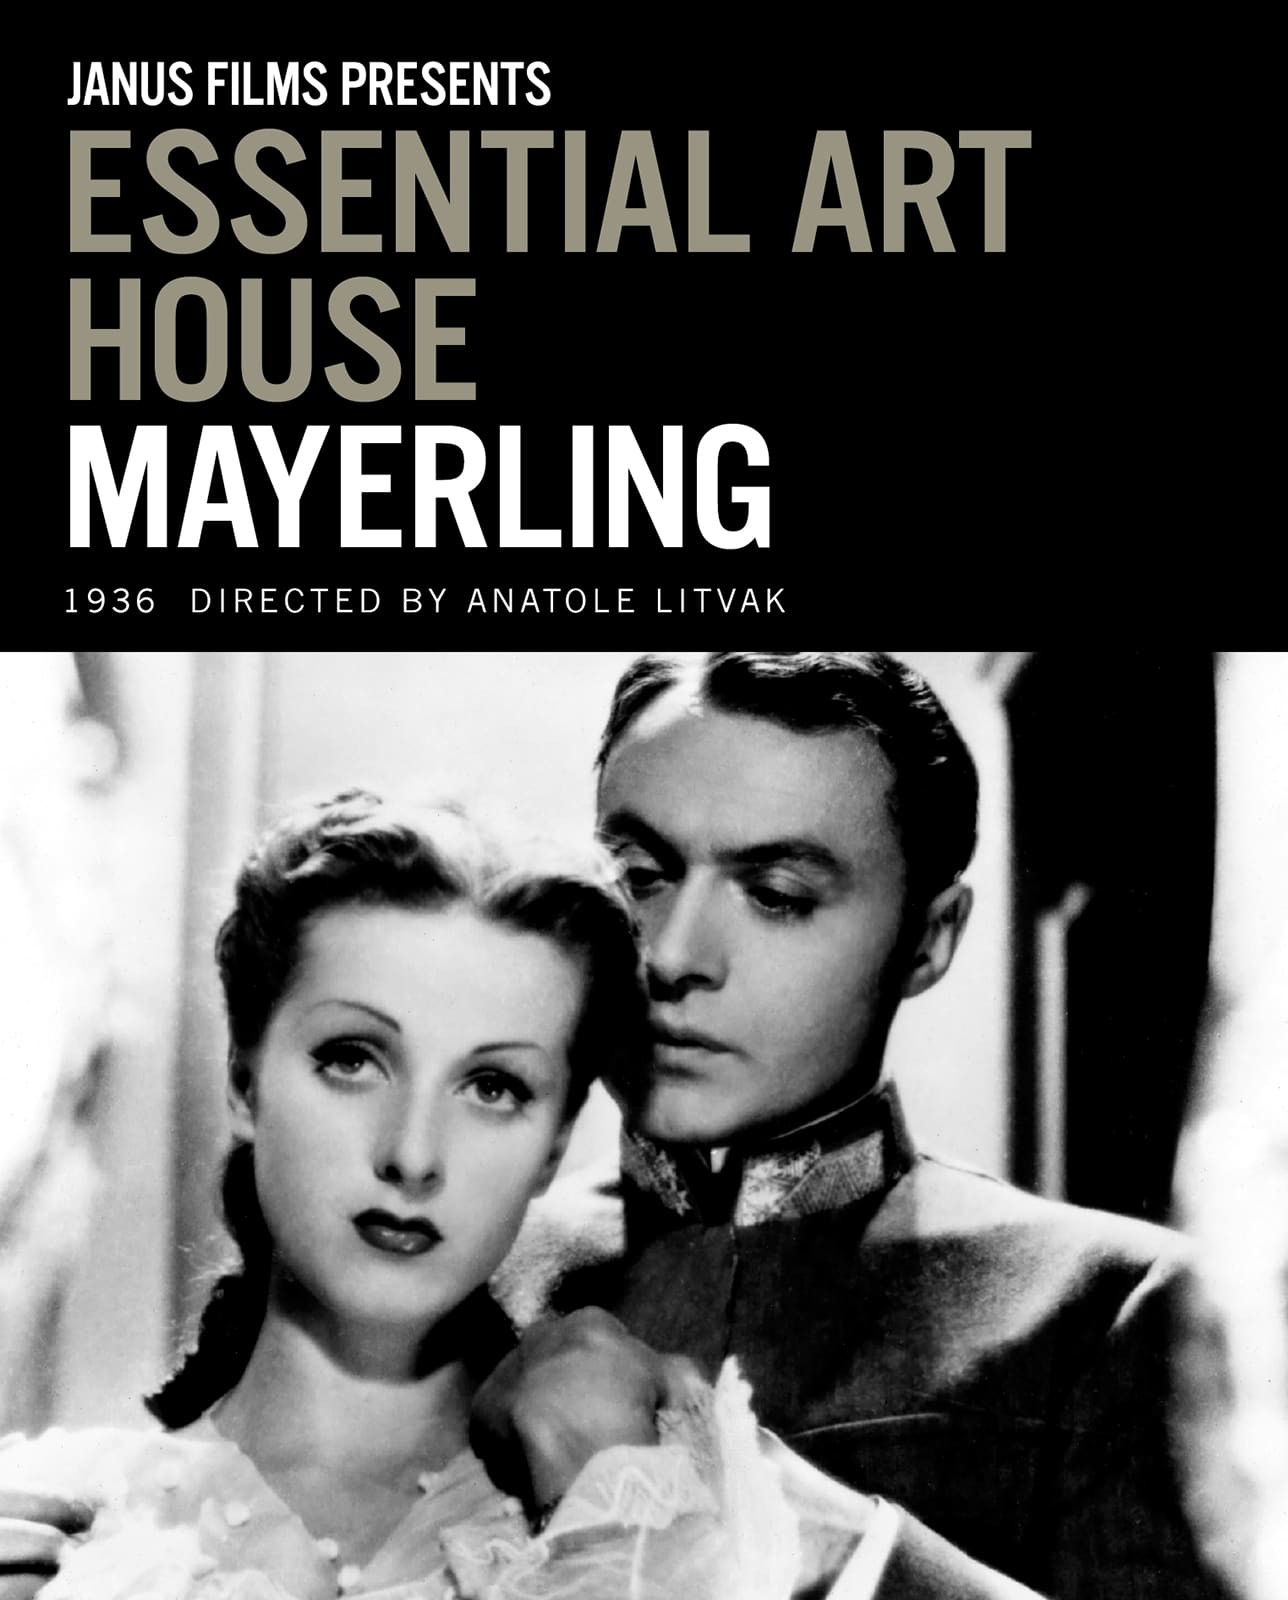 JANUS FILMS PRESENTS
ESSENTIAL ART
HOUSE
MAYERLING
1936 DIRECTED BY ANATOLE LITVAK